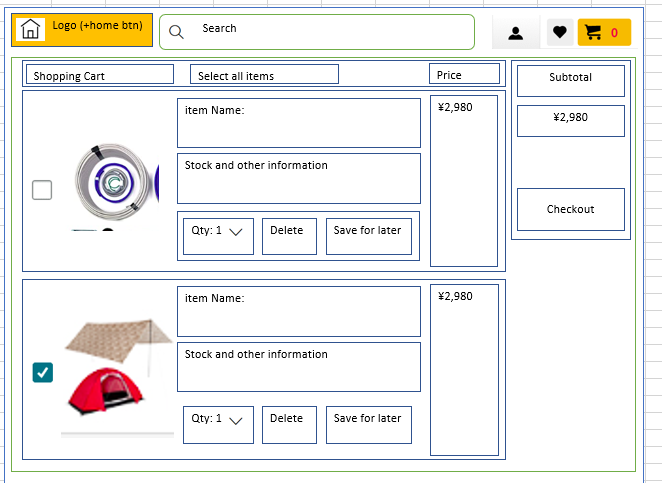 Logo (+home btn)
Search
0
Shopping Cart
Select all items
Price
Subtotal
¥2,980
Checkout
item Name:
¥2,980
Stock and other information
Qty: 1
Delete
Save for later
item Name:
¥2,980
Stock and other information
Qty: 1
Delete
Save for later